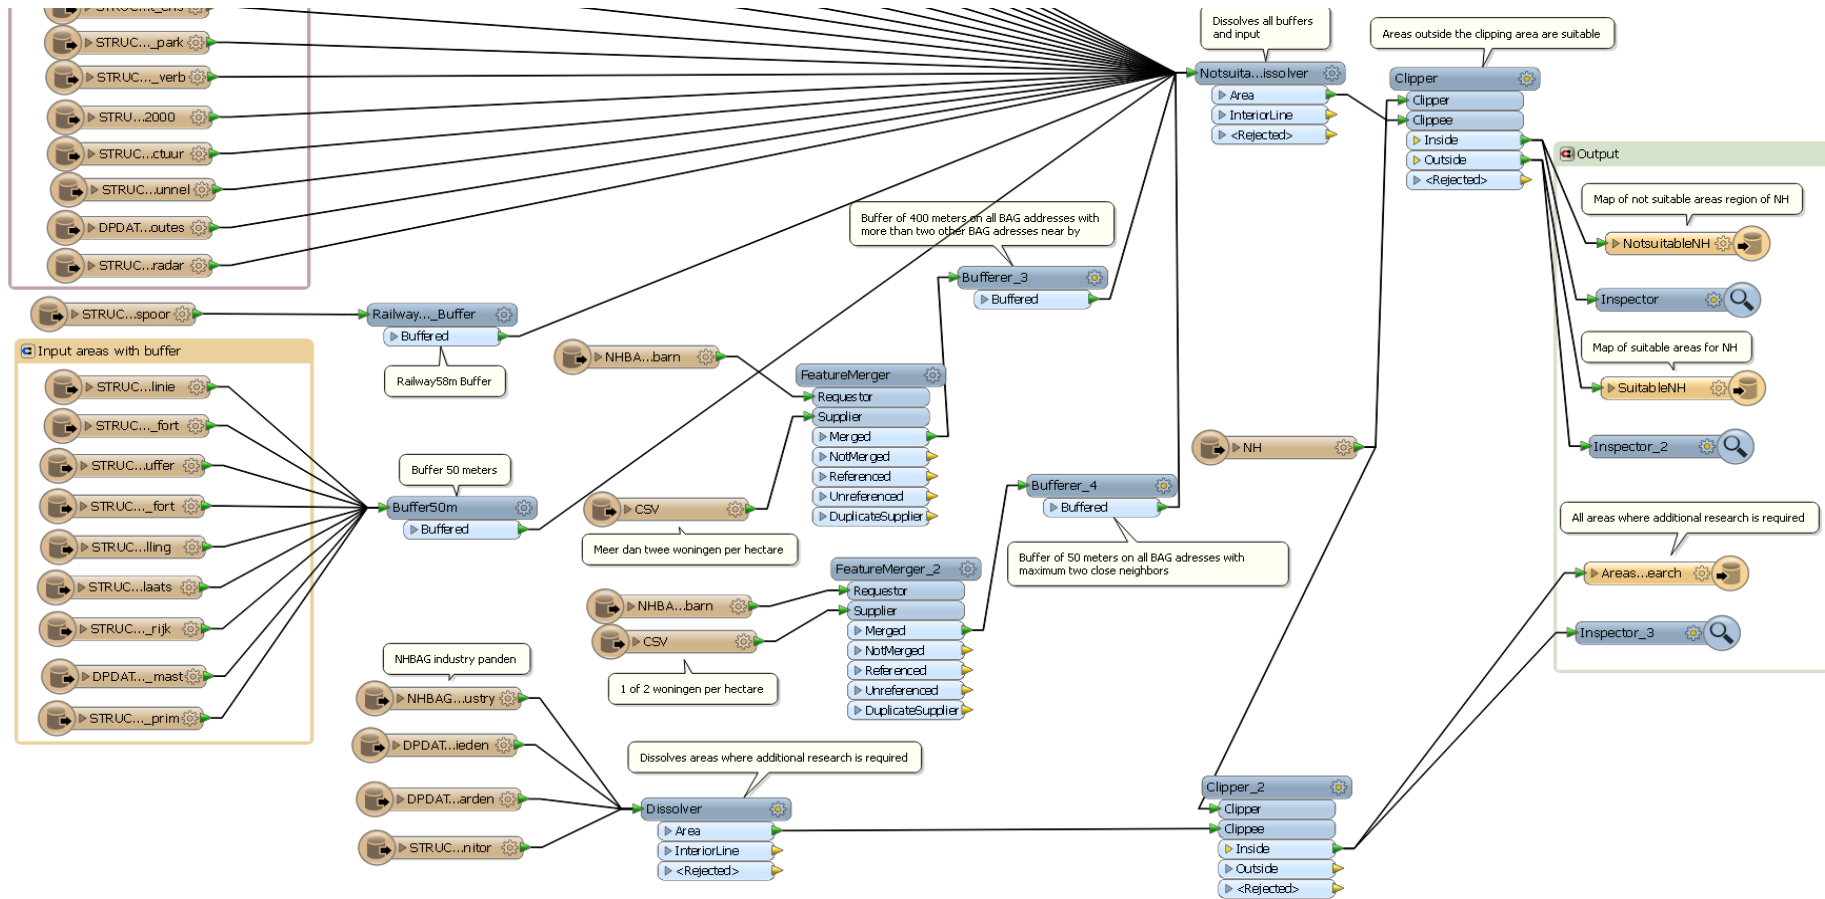 STRUC..._park
STRUC..._verb
STRU...2000
STRUC...ctuur
STRUC...unnel
DPDAT...outes
STRUC...radar
STRUC...spoor
Railway..._Buffer
Buffered
Railway58m Buffer
Input areas with buffer
STRUC...linie
STRUC..._fort
STRUC...uffer
STRUC..._fort
STRUC...lling
STRUC...laats
STRUC..._rijk
DPDAT..._mast
STRUC..._prim
Buffer 50 meters
Buffer50m
Buffered
NHBA...barn
FeatureMerger
Requestor
Supplier
Merged
NotMerged
Referenced
Unreferenced
DuplicateSupplier
CSV
Meer dan twee woningen per hectare
Buffer of 400 meters on all BAG addresses with
more than two other BAG adresses near by
Bufferer_3
Buffered
FeatureMerger_2
Requestor
Supplier
Merged
NotMerged
Referenced
Unreferenced
DuplicateSupplier
NHBA...barn
CSV
1 of 2 woningen per hectare
Bufferer_4
Buffered
Buffer of 50 meters on all BAG adresses with
maximum two close neighbors
NHBAG industry panden
NHBAG...ustry
DPDAT...ieden
DPDAT...arden
STRUC...nitor
Dissolves areas where additional research is required
Dissolver
Area
InteriorLine
<Rejected>
Dissolves all buffers
and input
Notsuita...issolver
Area
InteriorLine
<Rejected>
Areas outside the clipping area are suitable
Clipper
Clipper
Clippee
Inside
Outside
<Rejected>
NH
Clipper_2
Clipper
Clippee
Inside
Outside
<Rejected>
Output
Map of not suitable areas region of NH
NotsuitableNH
Inspector
Map of suitable areas for NH
SuitableNH
Inspector_2
All areas where additional research is required
Areas...earch
Inspector_3